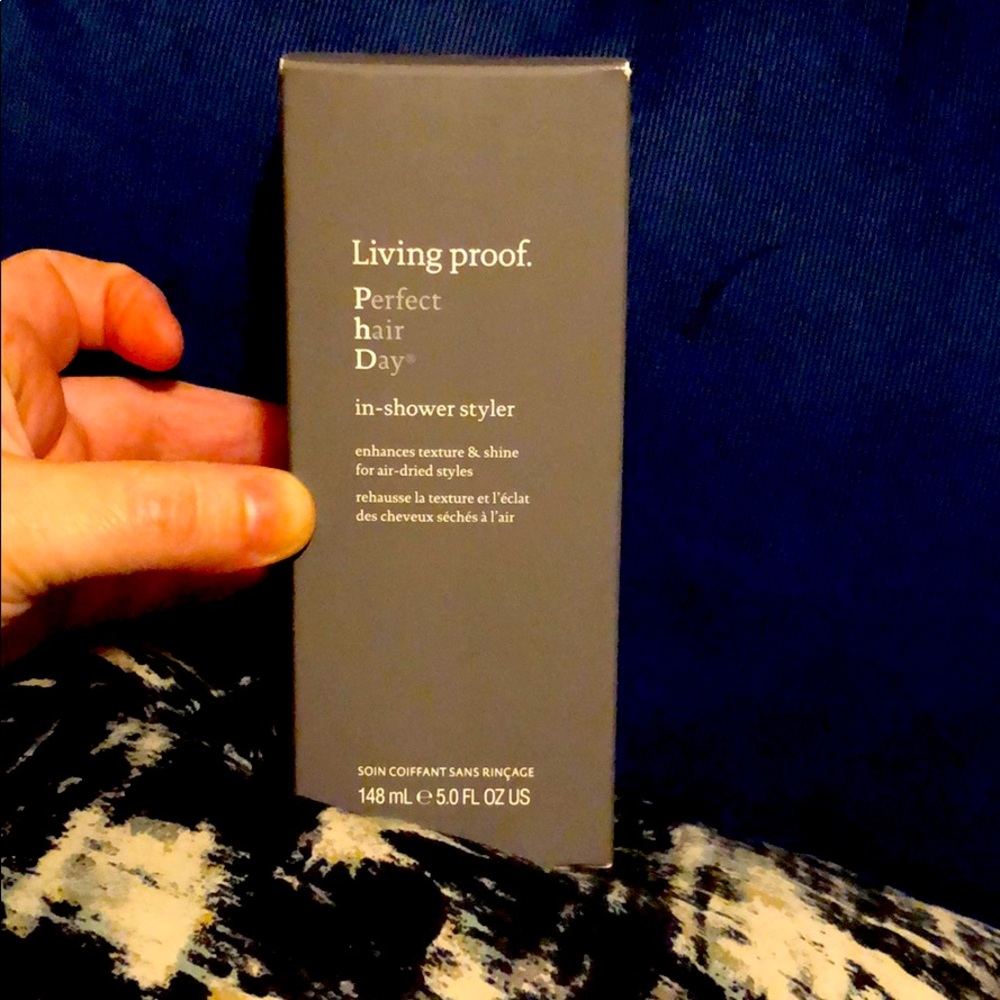 Living proof.
Perfect
hair
Day®
in-shower styler
enhances texture & shine
for air-dried styles
rehausse la texture et l'éclat
des cheveux séchés à l'air
SOIN COIFFANT SANS RINÇAGE
148 mL ℮ 5.0 FL OZ US